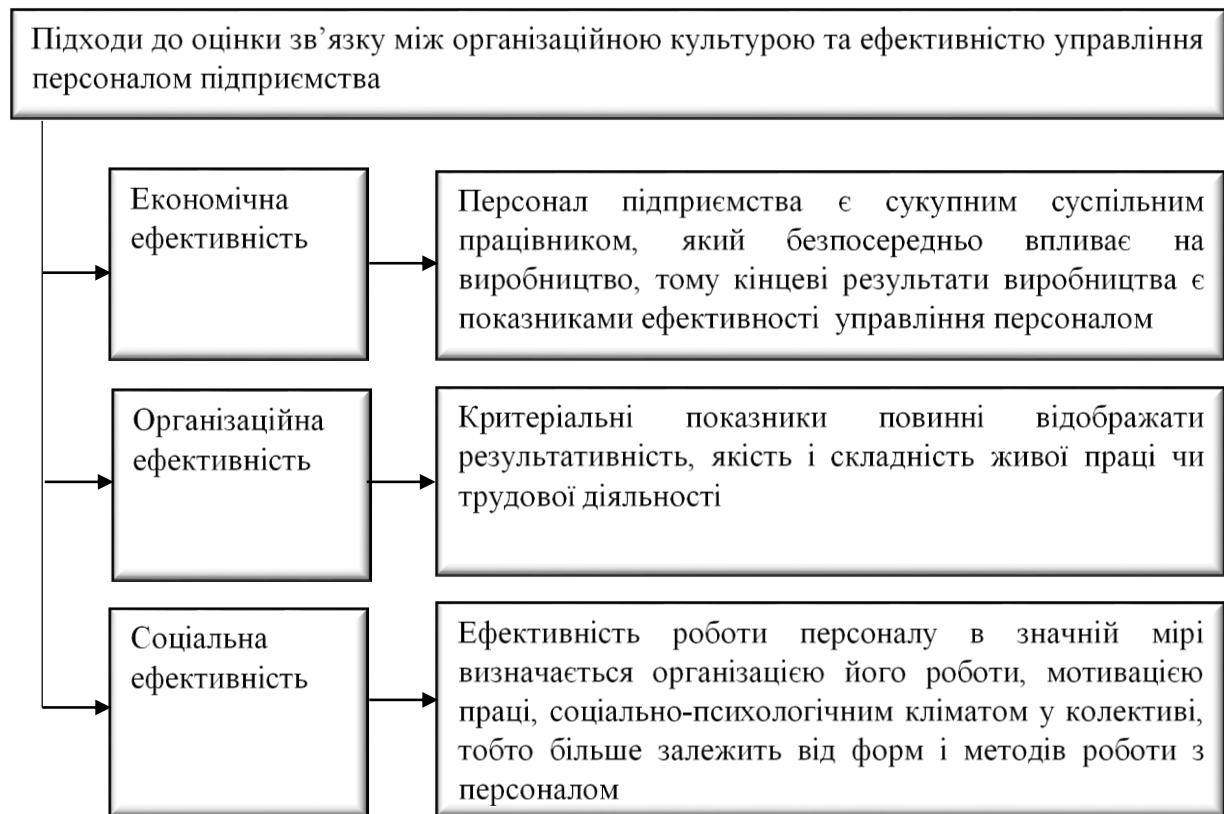 Підходи до оцінки зв’язку між організаційною культурою та ефективністю управління
персоналом підприємства
Економічна
ефективність
Персонал підприємства є сукупним суспільним
працівником, який безпосередньо впливає на
виробництво, тому кінцеві результати виробництва є
показниками ефективності управління персоналом
Організаційна
ефективність
Критеріальні показники повинні відображати
результативність, якість і складність живої праці чи
трудової діяльності
Соціальна
ефективність
Ефективність роботи персоналу в значній мірі
визначається організацією його роботи, мотивацією
праці, соціально-психологічним кліматом у колективі,
тобто більше залежить від форм і методів роботи з
персоналом